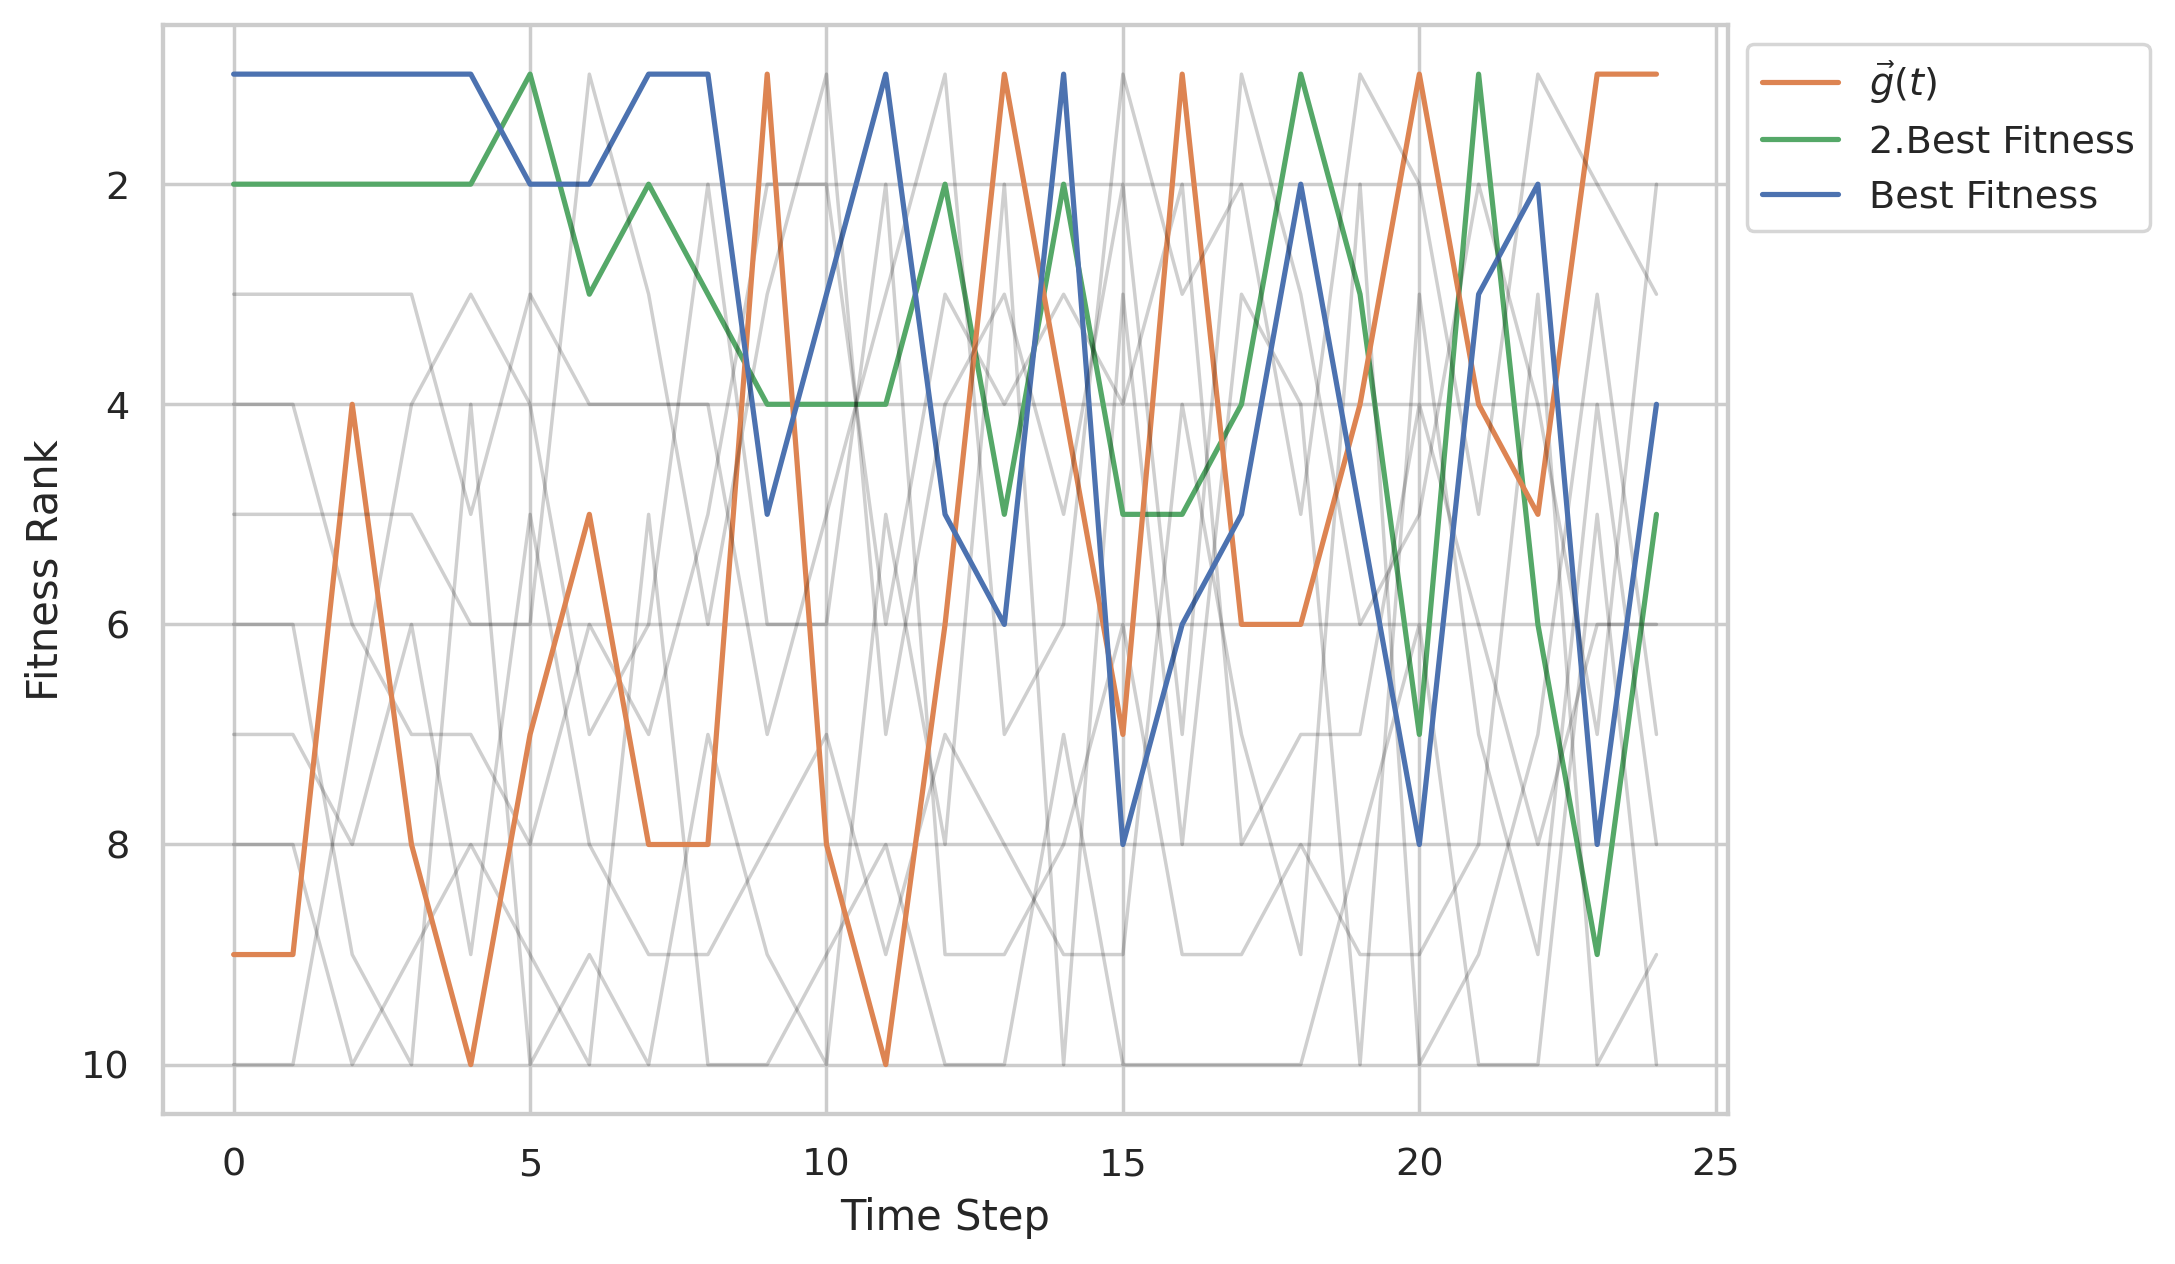 g⃗(t)
2.Best Fitness
Best Fitness
Fitness Rank
2
4
6
8
10
0 5 10 15 20 25
Time Step